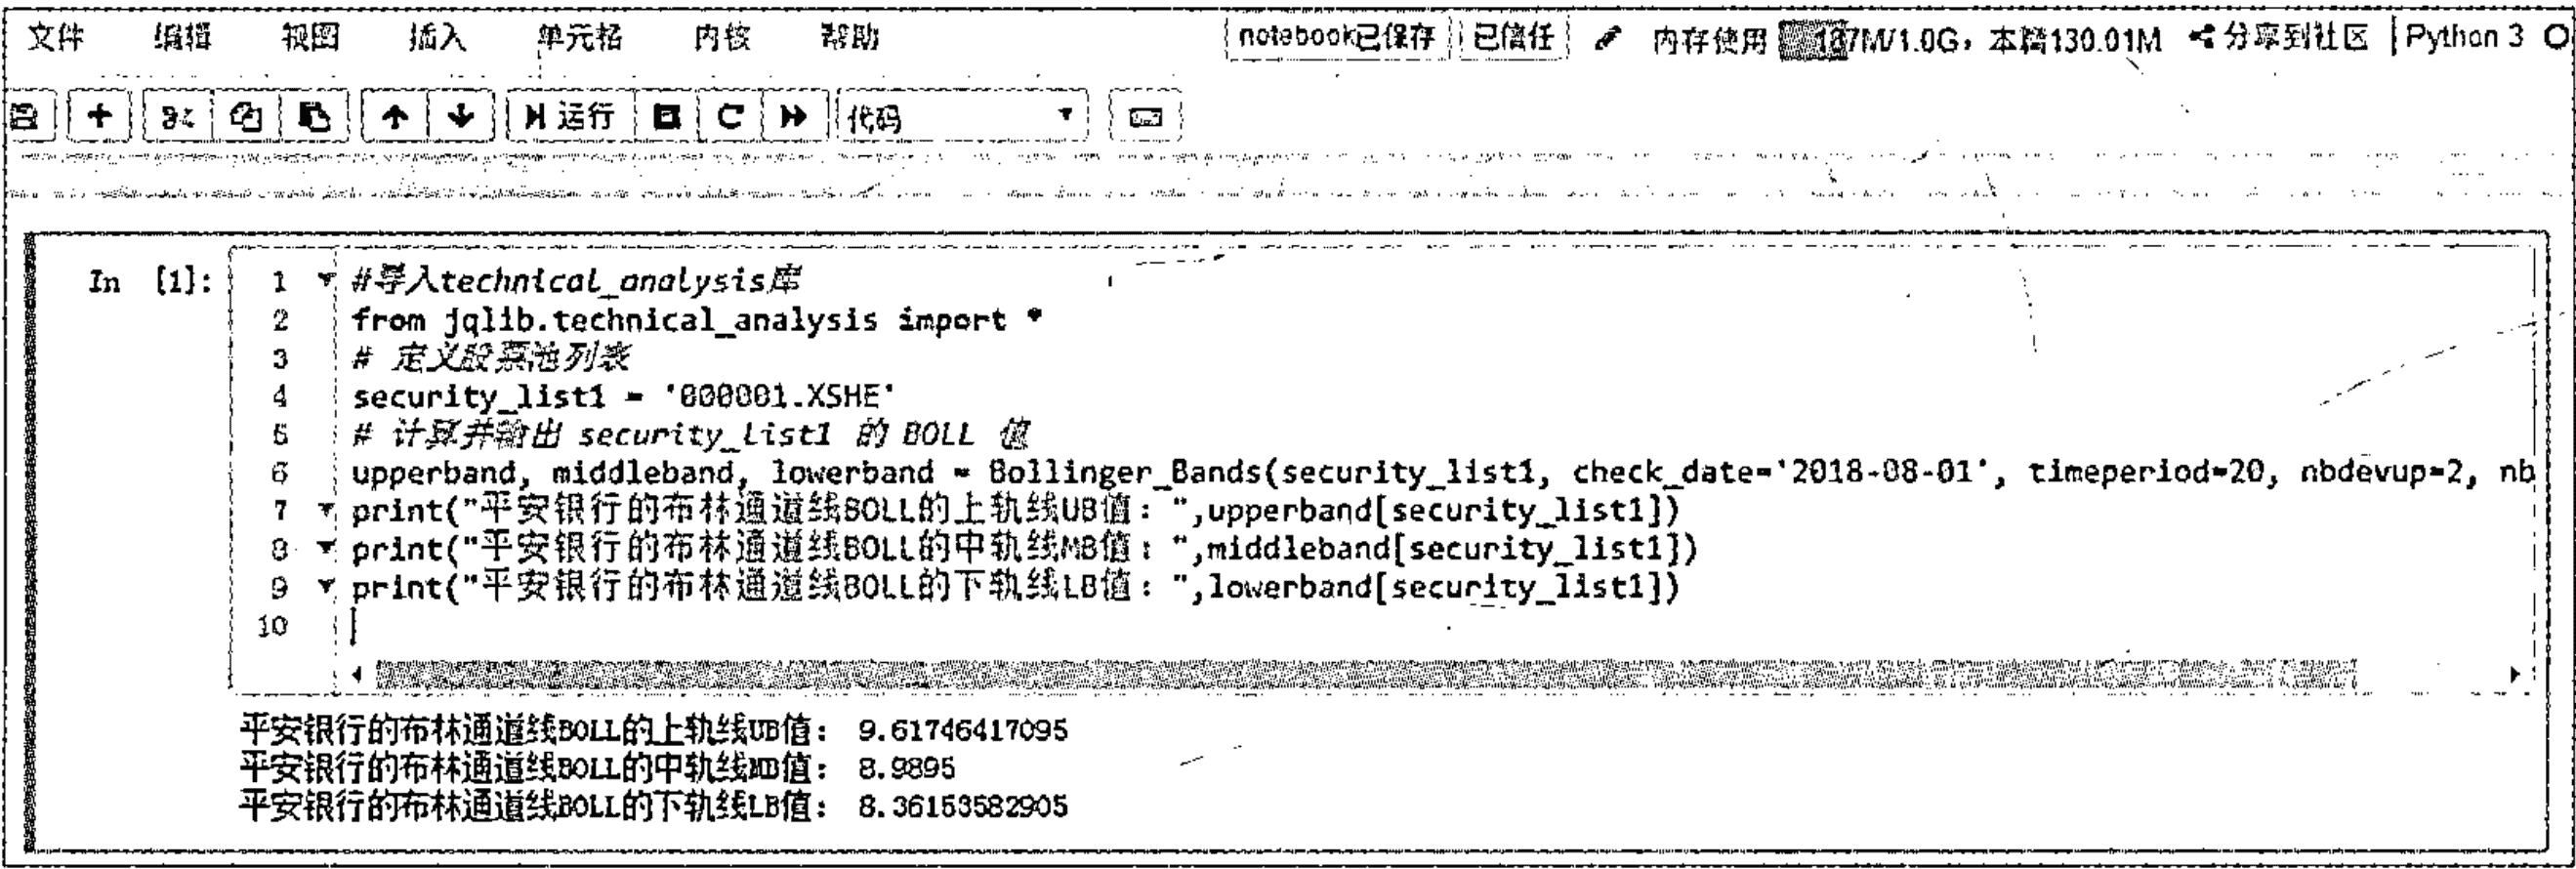 文件 编辑 视图 插入 单元格 内核 帮助 notebook已保存 已信任 内存使用 187M/1.0G，本篇130.01M 分享到社区 Python 3
运行 代码
In [1]:
1 #导入technical_analysis库
2 from jqlib.technical_analysis import *
3 # 定义股票池列表
4 security_list1 = '000001.XSHE'
5 # 计算并输出 security_list1 的 BOLL 值
6 upperband, middleband, lowerband = Bollinger_Bands(security_list1, check_date='2018-08-01', timeperiod=20, nbdevup=2, nb
7 print("平安银行的布林通道线BOLL的上轨线UB值：",upperband[security_list1])
8 print("平安银行的布林通道线BOLL的中轨线MB值：",middleband[security_list1])
9 print("平安银行的布林通道线BOLL的下轨线LB值：",lowerband[security_list1])
10
平安银行的布林通道线BOLL的上轨线UB值： 9.61746417095
平安银行的布林通道线BOLL的中轨线MB值： 8.9895
平安银行的布林通道线BOLL的下轨线LB值： 8.36153582905